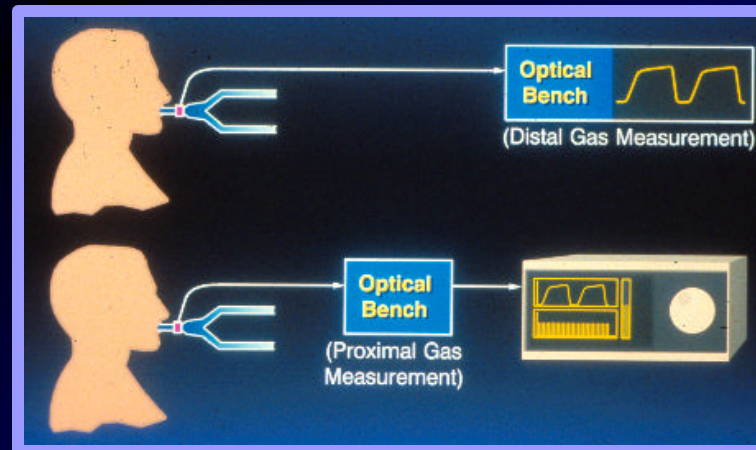 Optical
Bench
(Distal Gas Measurement)
Optical
Bench
(Proximal Gas
Measurement)